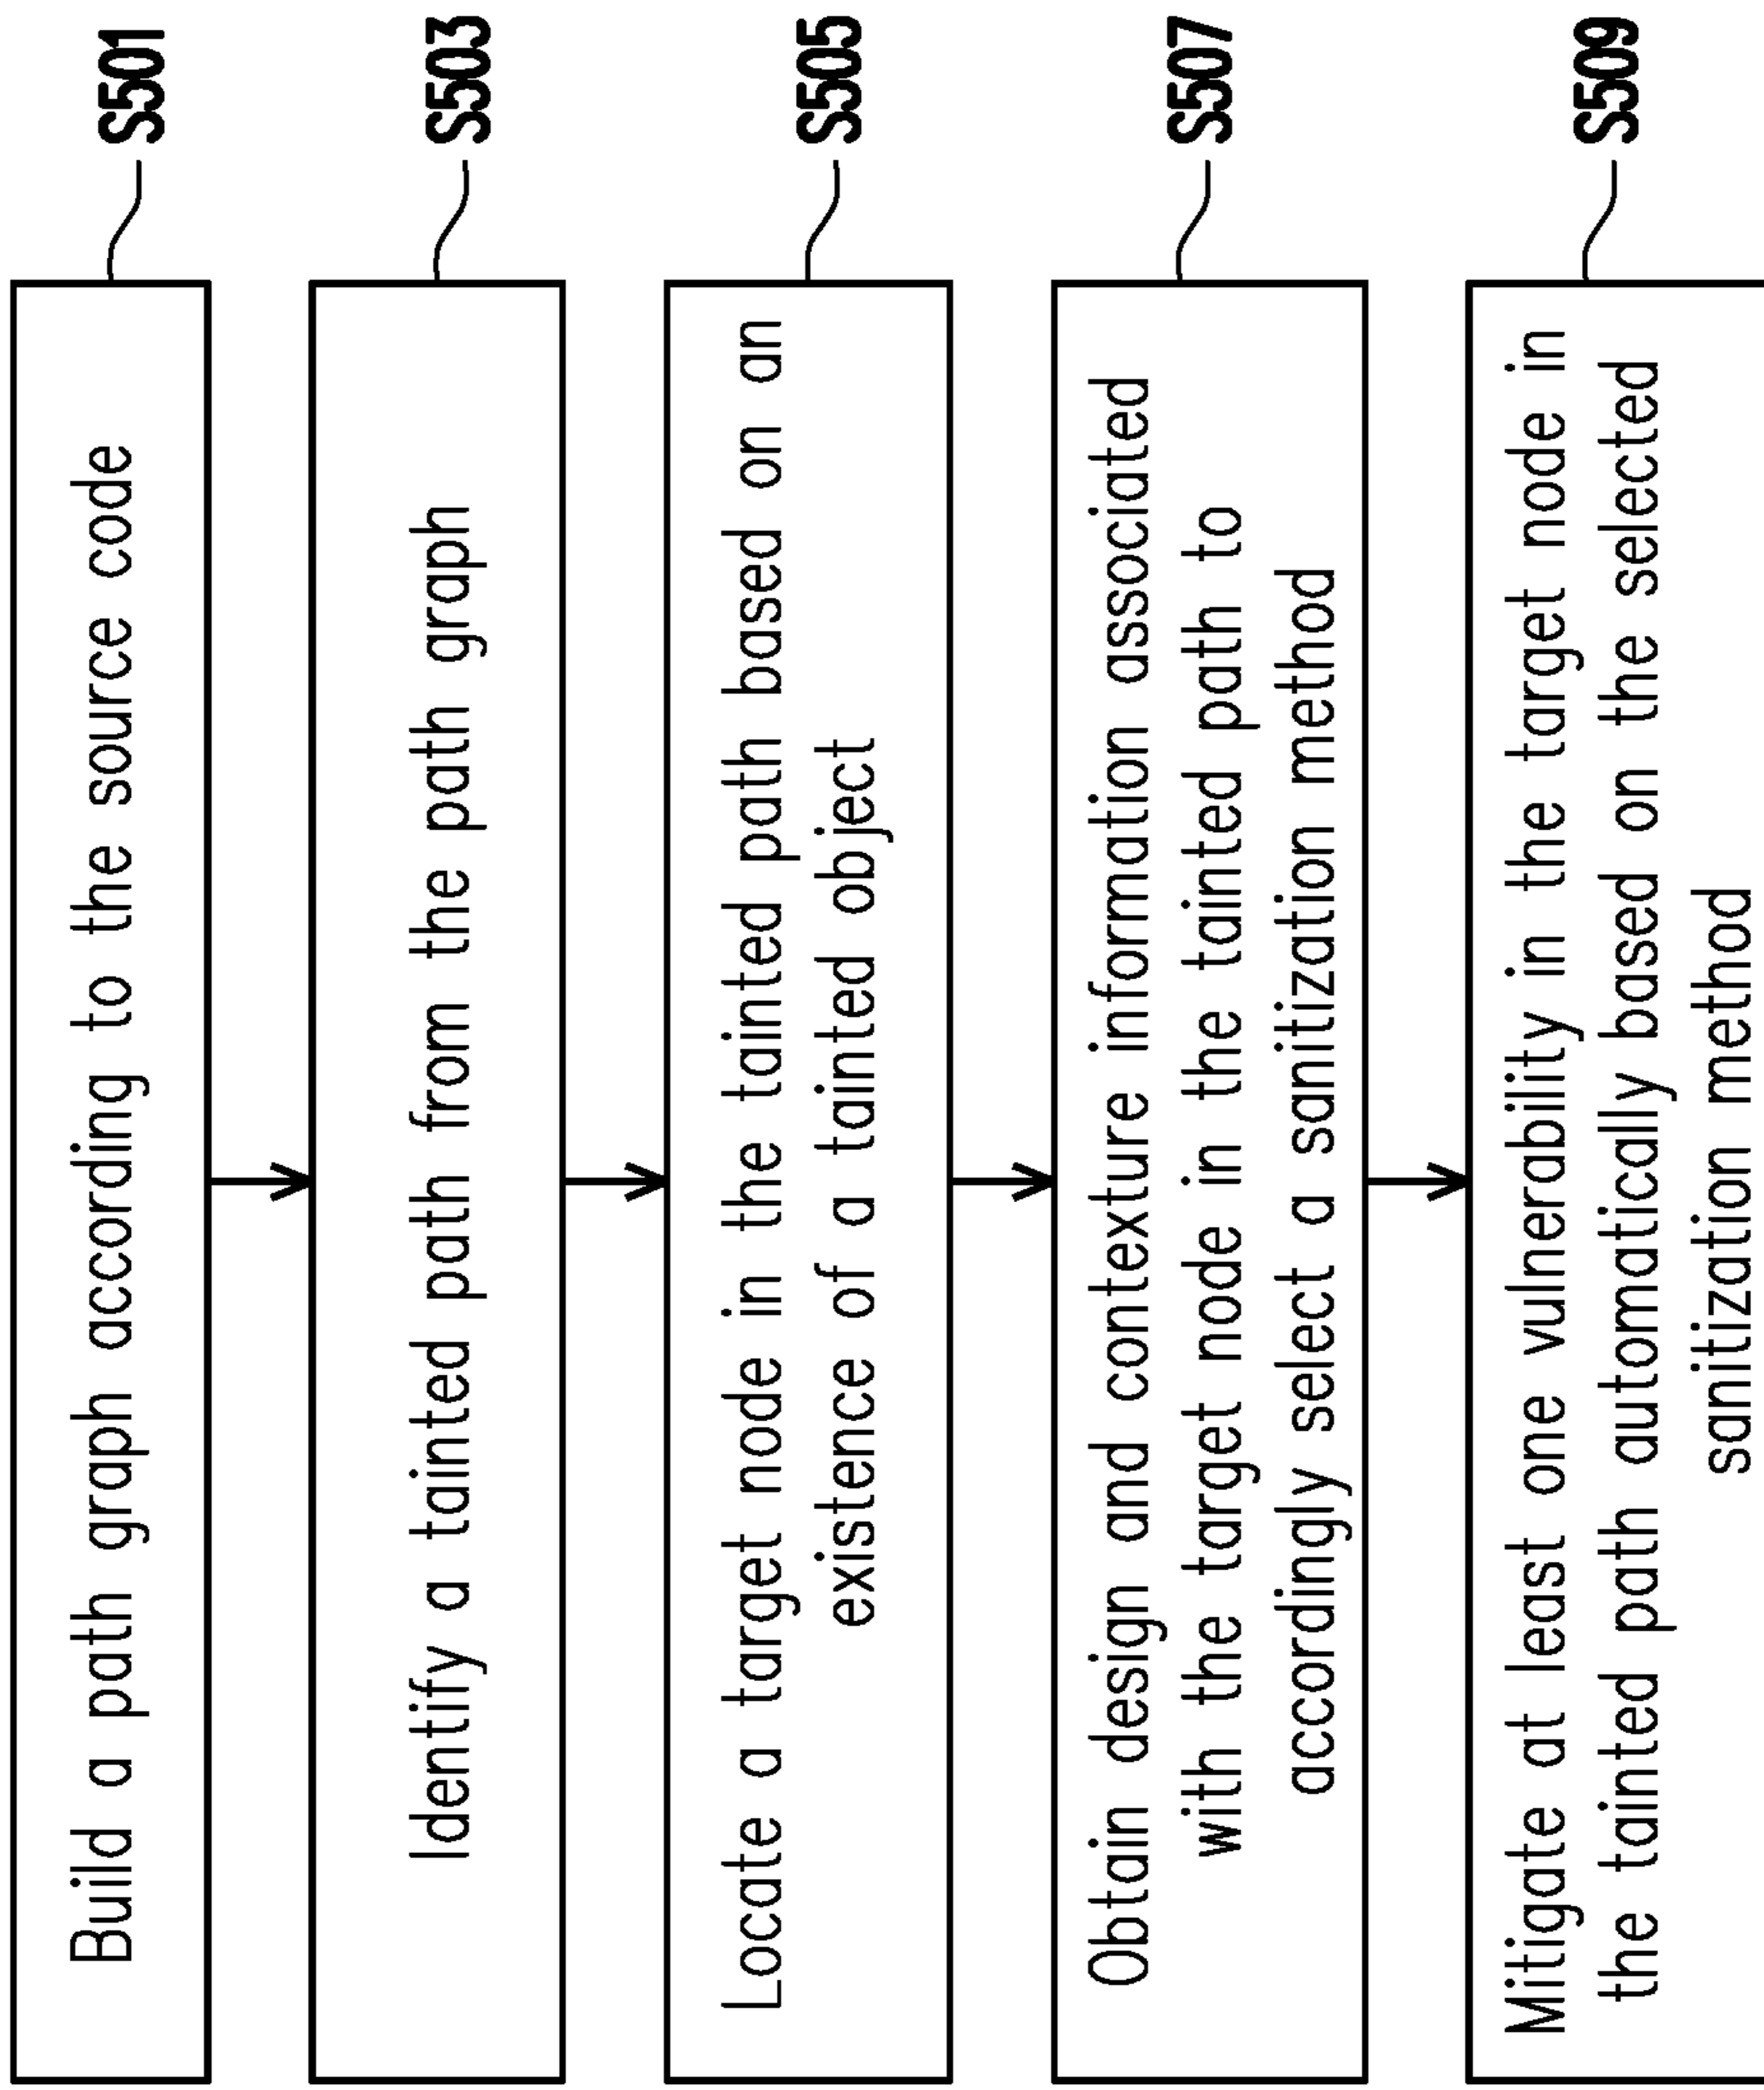 Build a path graph according to the source code
S501
Identify a tainted path from the path graph
S503
Locate a target node in the tainted path based on an
existence of a tainted object
S505
Obtain design and contexture information associated
with the target node in the tainted path to
accordingly select a sanitization method
S507
Mitigate at least one vulnerability in the target node in
the tainted path automatically based on the selected
sanitization method
S509